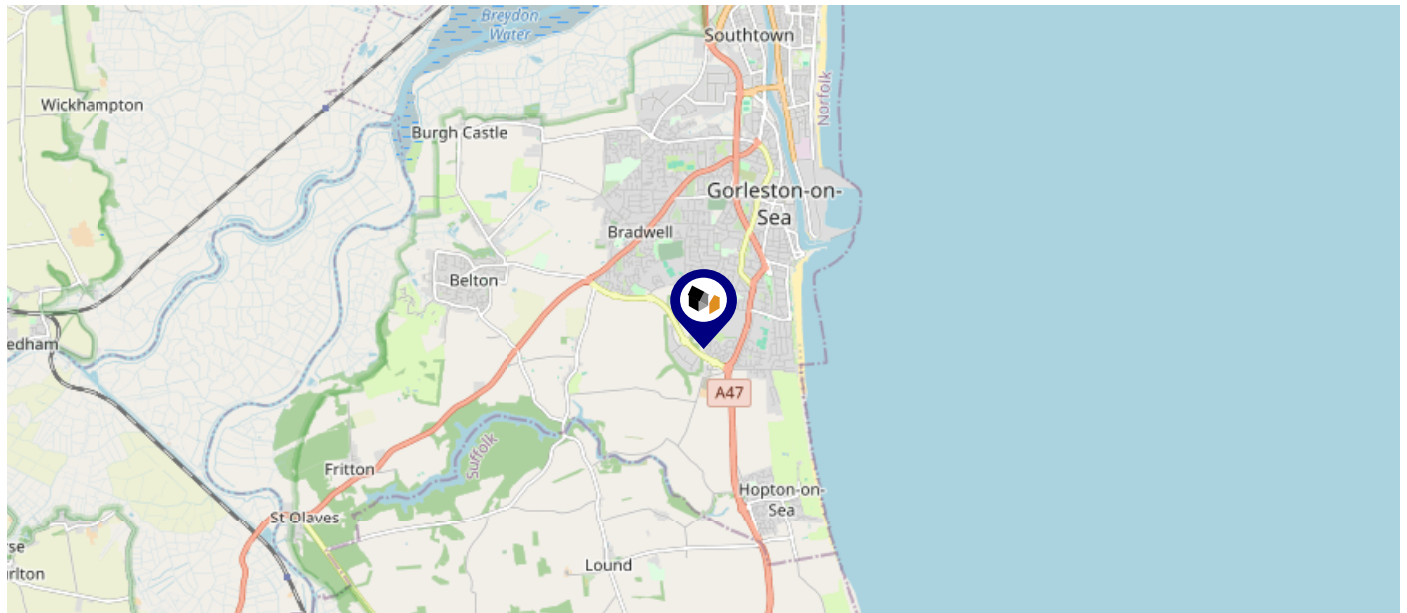 Breydon
Water
Southtown
Wickhampton
Norfolk
Burgh Castle
Gorleston-on-
Sea
Bradwell
Belton
edham
A47
Suffolk
Fritton
Hopton-on-
Sea
St Olaves
se
rlton
Lound